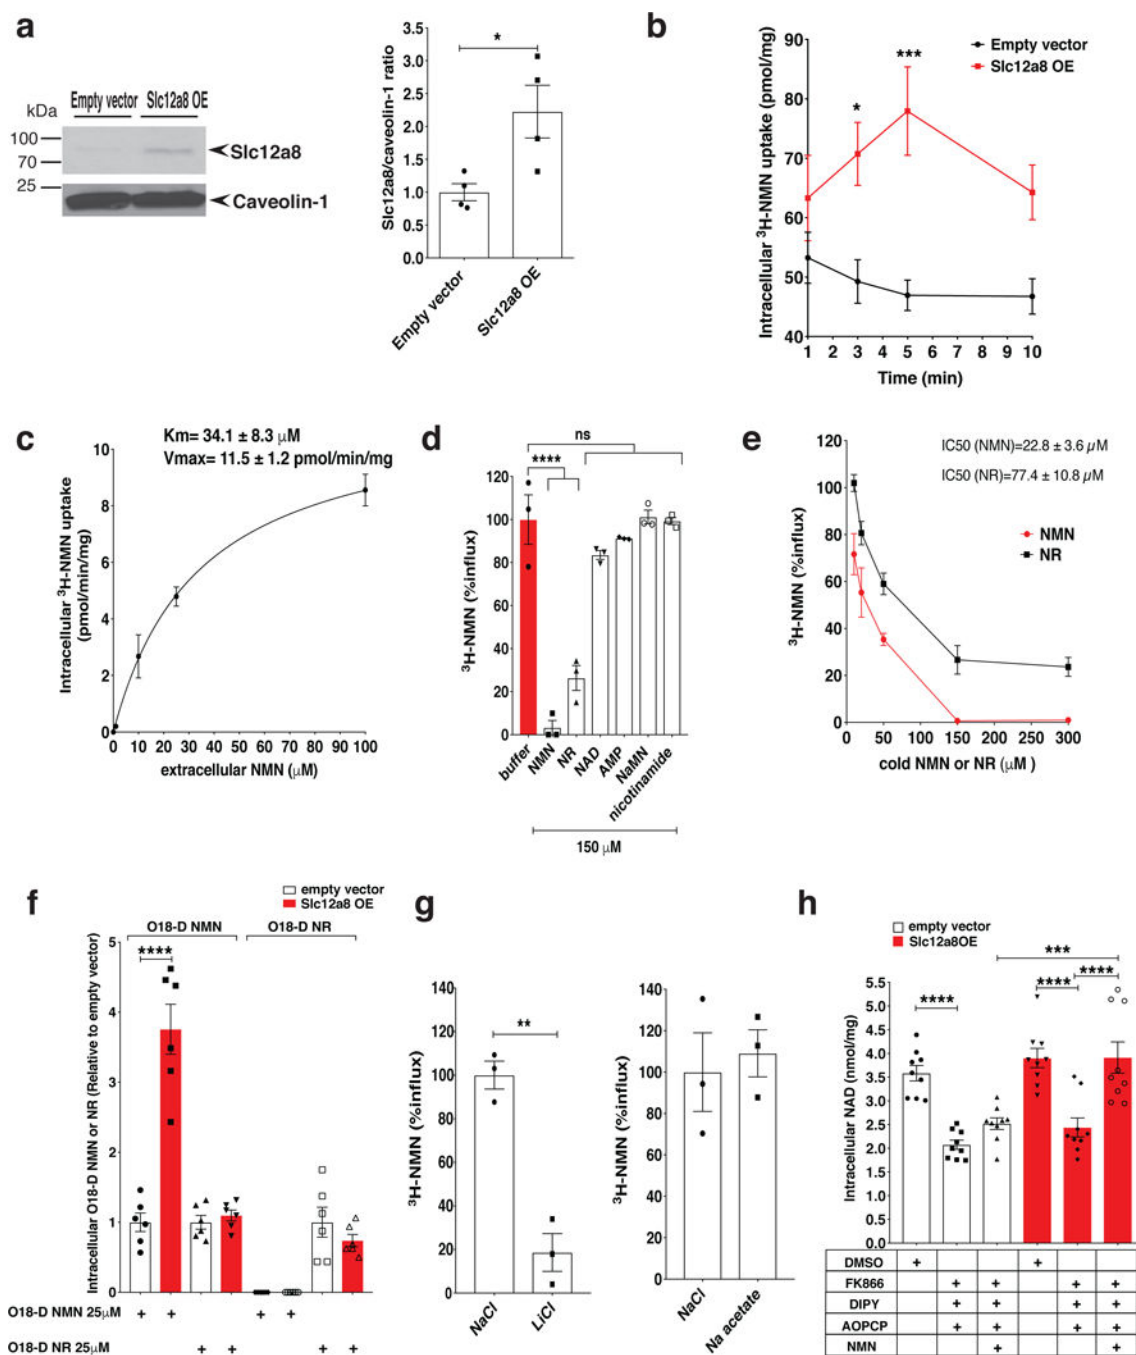 a
kDa
Empty vector
Slc12a8 OE
100
70
25
Slc12a8
Caveolin-1
Slc12a8/caveolin-1 ratio
3.5
3.0
2.5
2.0
1.5
1.0
0.5
0.0
*
Empty vector
Slc12a8 OE
b
Empty vector
Slc12a8 OE
Intracellular ³H-NMN uptake (pmol/mg)
90
80
70
60
50
40
*
***
1 2 3 4 5 6 7 8 9 10
Time (min)
c
Km= 34.1 ± 8.3 μM
Vmax= 11.5 ± 1.2 pmol/min/mg
Intracellular ³H-NMN uptake
(pmol/min/mg)
10
8
6
4
2
0
0 10 20 30 40 50 60 70 80 90 100
extracellular NMN (μM)
d
ns
****
³H-NMN (%influx)
120
100
80
60
40
20
0
buffer
NMN
NR
NAD
AMP
NaMN
nicotinamide
150 μM
e
IC50 (NMN)=22.8 ± 3.6 μM
IC50 (NR)=77.4 ± 10.8 μM
NMN
NR
³H-NMN (%influx)
120
100
80
60
40
20
0
0 50 100 150 200 250 300
cold NMN or NR (μM )
f
empty vector
Slc12a8 OE
O18-D NMN
O18-D NR
****
Intracellular O18-D NMN or NR (Relative to empty vector)
5
4
3
2
1
0
O18-D NMN 25μM + + + +
O18-D NR 25μM + + + +
g
³H-NMN (%influx)
140
120
100
80
60
40
20
0
**
NaCl
LiCl
³H-NMN (%influx)
140
120
100
80
60
40
20
0
NaCl
Na acetate
h
empty vector
Slc12a8OE
***
****
****
****
Intracellular NAD (nmol/mg)
5.5
5.0
4.5
4.0
3.5
3.0
2.5
2.0
1.5
1.0
0.5
0.0
DMSO + +
FK866 + + + +
DIPY + + + +
AOPCP + + + +
NMN + +